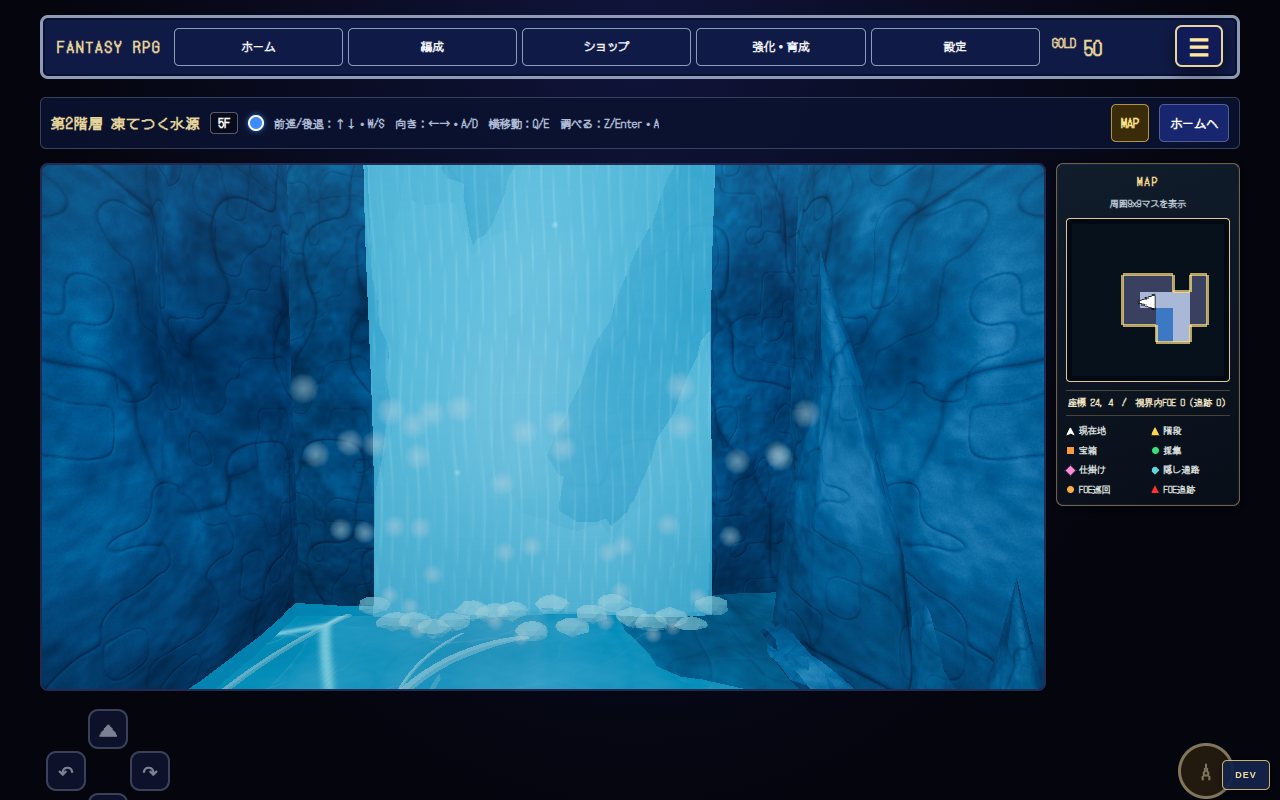 FANTASY RPG ホーム 編成 ショップ 強化・育成 設定 GOLD 50
第2階層 凍てつく水源 5F 前進/後退：↑↓・W/S 向き：←→・A/D 横移動：Q/E 調べる：Z/Enter・A MAP ホームへ
MAP
周囲9x9マスを表示
座標 24, 4 / 視界内FOE 0 (追跡 0)
現在地 階段
宝箱 採集
仕掛け 隠し通路
FOE巡回 FOE追跡
A DEV